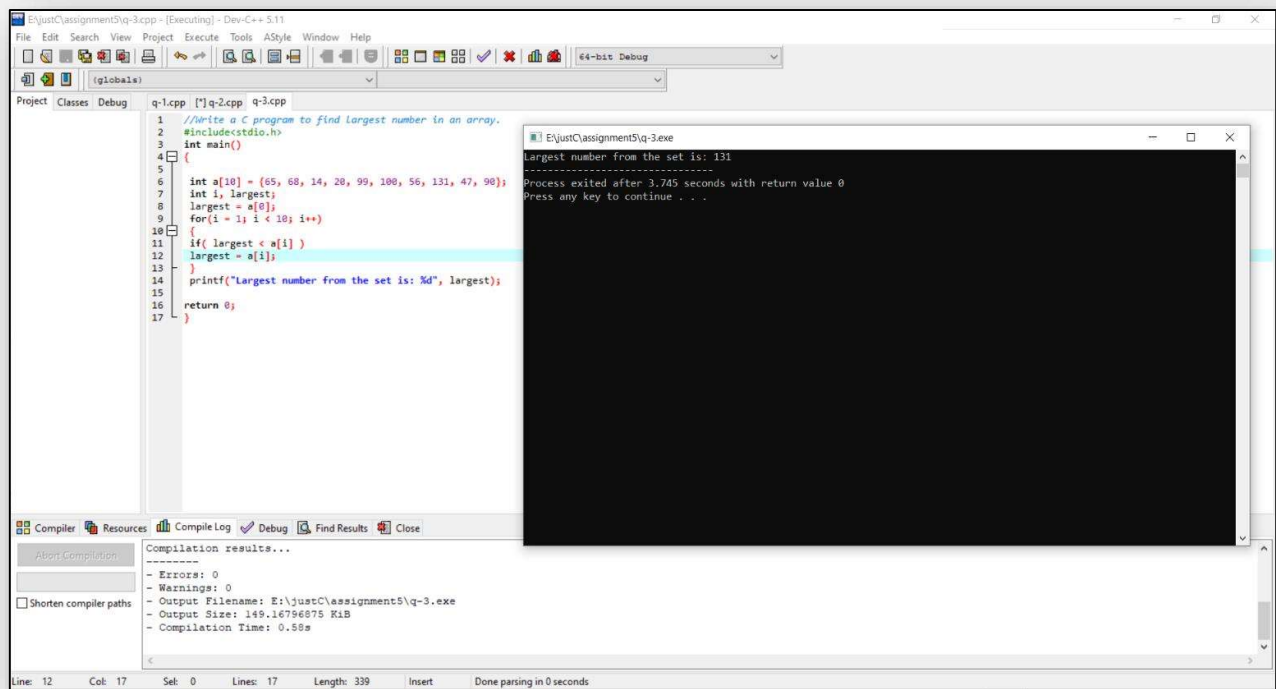 E:\justC\assignment5\q-3.cpp - [Executing] - Dev-C++ 5.11
File Edit Search View Project Execute Tools AStyle Window Help
64-bit Debug
(globals)
Project Classes Debug
q-1.cpp [*] q-2.cpp q-3.cpp
1 //Write a C program to find largest number in an array.
2 #include<stdio.h>
3 int main()
4 {
5
6 int a[10] = {65, 68, 14, 20, 99, 100, 56, 131, 47, 90};
7 int i, largest;
8 largest = a[0];
9 for(i = 1; i < 10; i++)
10 {
11 if( largest < a[i] )
12 largest = a[i];
13 }
14 printf("Largest number from the set is: %d", largest);
15
16 return 0;
17 }
E:\justC\assignment5\q-3.exe
Largest number from the set is: 131
--------------------------------
Process exited after 3.745 seconds with return value 0
Press any key to continue . . .
Compiler Resources Compile Log Debug Find Results Close
Abort Compilation
Shorten compiler paths
Compilation results...
--------
- Errors: 0
- Warnings: 0
- Output Filename: E:\justC\assignment5\q-3.exe
- Output Size: 149.16796875 KiB
- Compilation Time: 0.58s
Line: 12 Col: 17 Sel: 0 Lines: 17 Length: 339 Insert Done parsing in 0 seconds